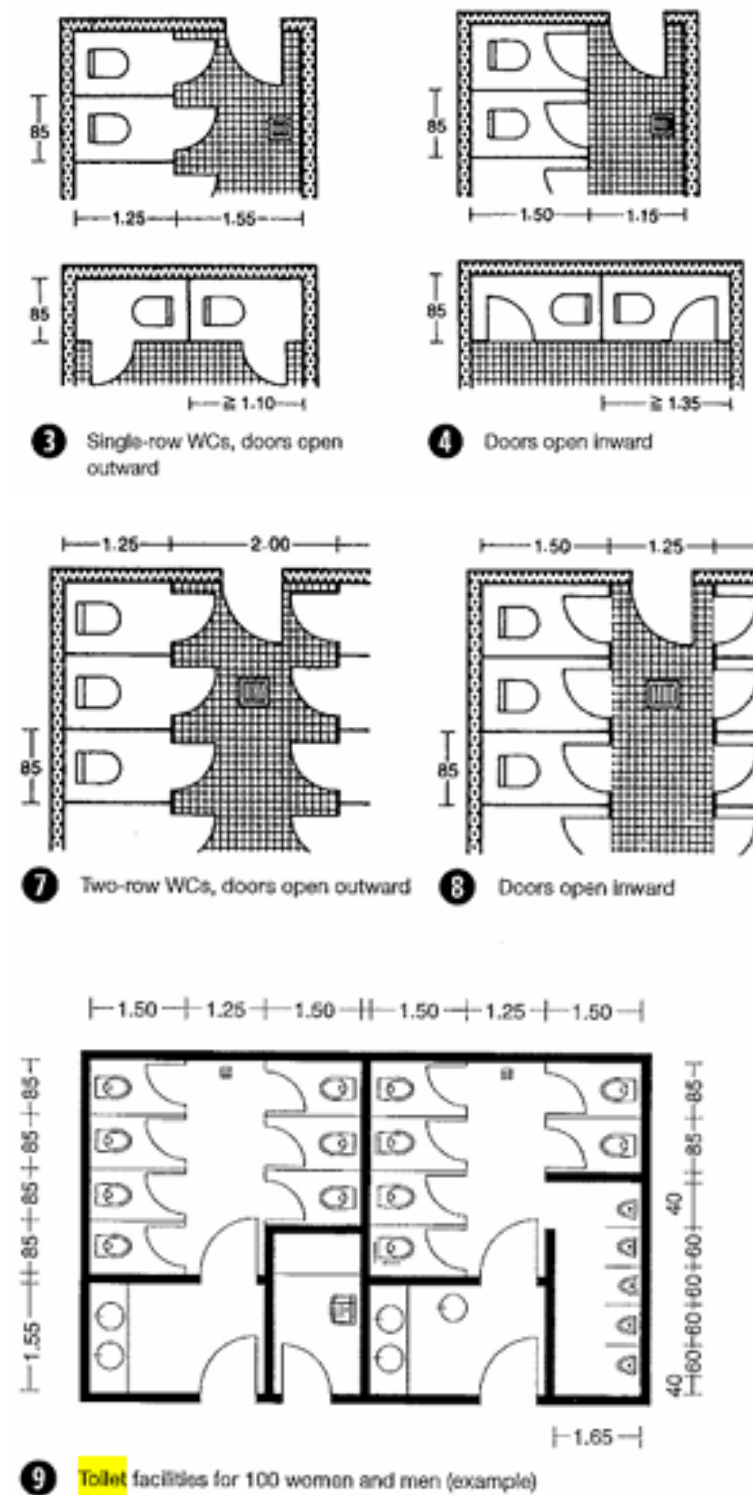 85
1.25 1.55
85
1.50 1.15
85
≧ 1.10
85
≧ 1.35
3 Single-row WCs, doors open
outward
4 Doors open inward
1.25 2.00
85
1.50 1.25
85
7 Two-row WCs, doors open outward
8 Doors open inward
1.50 1.25 1.50 1.50 1.25 1.50
85 85 85 85 1.55
85 85 40 60 60 60 60 40
1.65
9 Toilet facilities for 100 women and men (example)